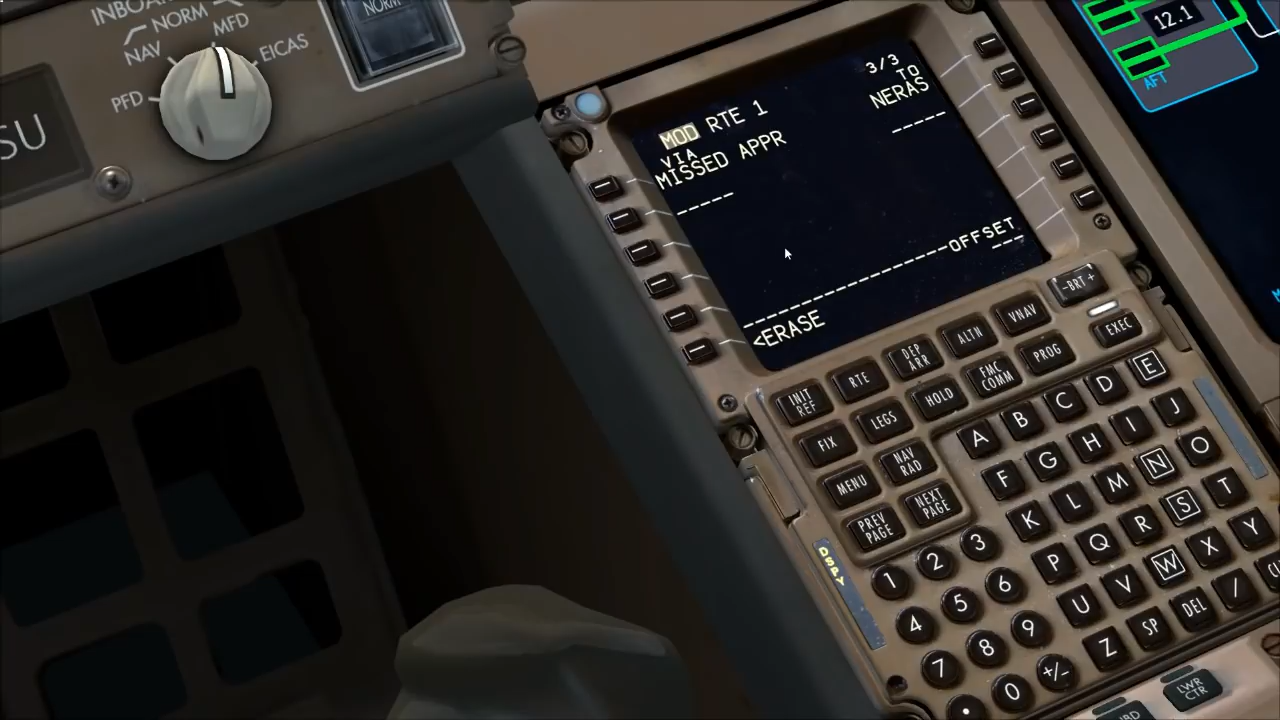 INBOAR
NORM
NAV
MFD
EICAS
PFD
NORM
SU
12.1
AFT
3/3
MOD RTE 1
TO
VIA
NERAS
MISSED APPR
-----
-----
OFFSET
---
<ERASE
-BRT+
INIT
REF
RTE
DEP
ARR
ALTN
VNAV
FIX
LEGS
HOLD
FMC
COMM
PROG
EXEC
MENU
NAV
RAD
PREV
PAGE
NEXT
PAGE
A B C D E
F G H I J
K L M N O
P Q R S T
U V W X Y
Z SP DEL /
1 2 3
4 5 6
7 8 9
. 0 +/-
DSPY
LWR
CTR